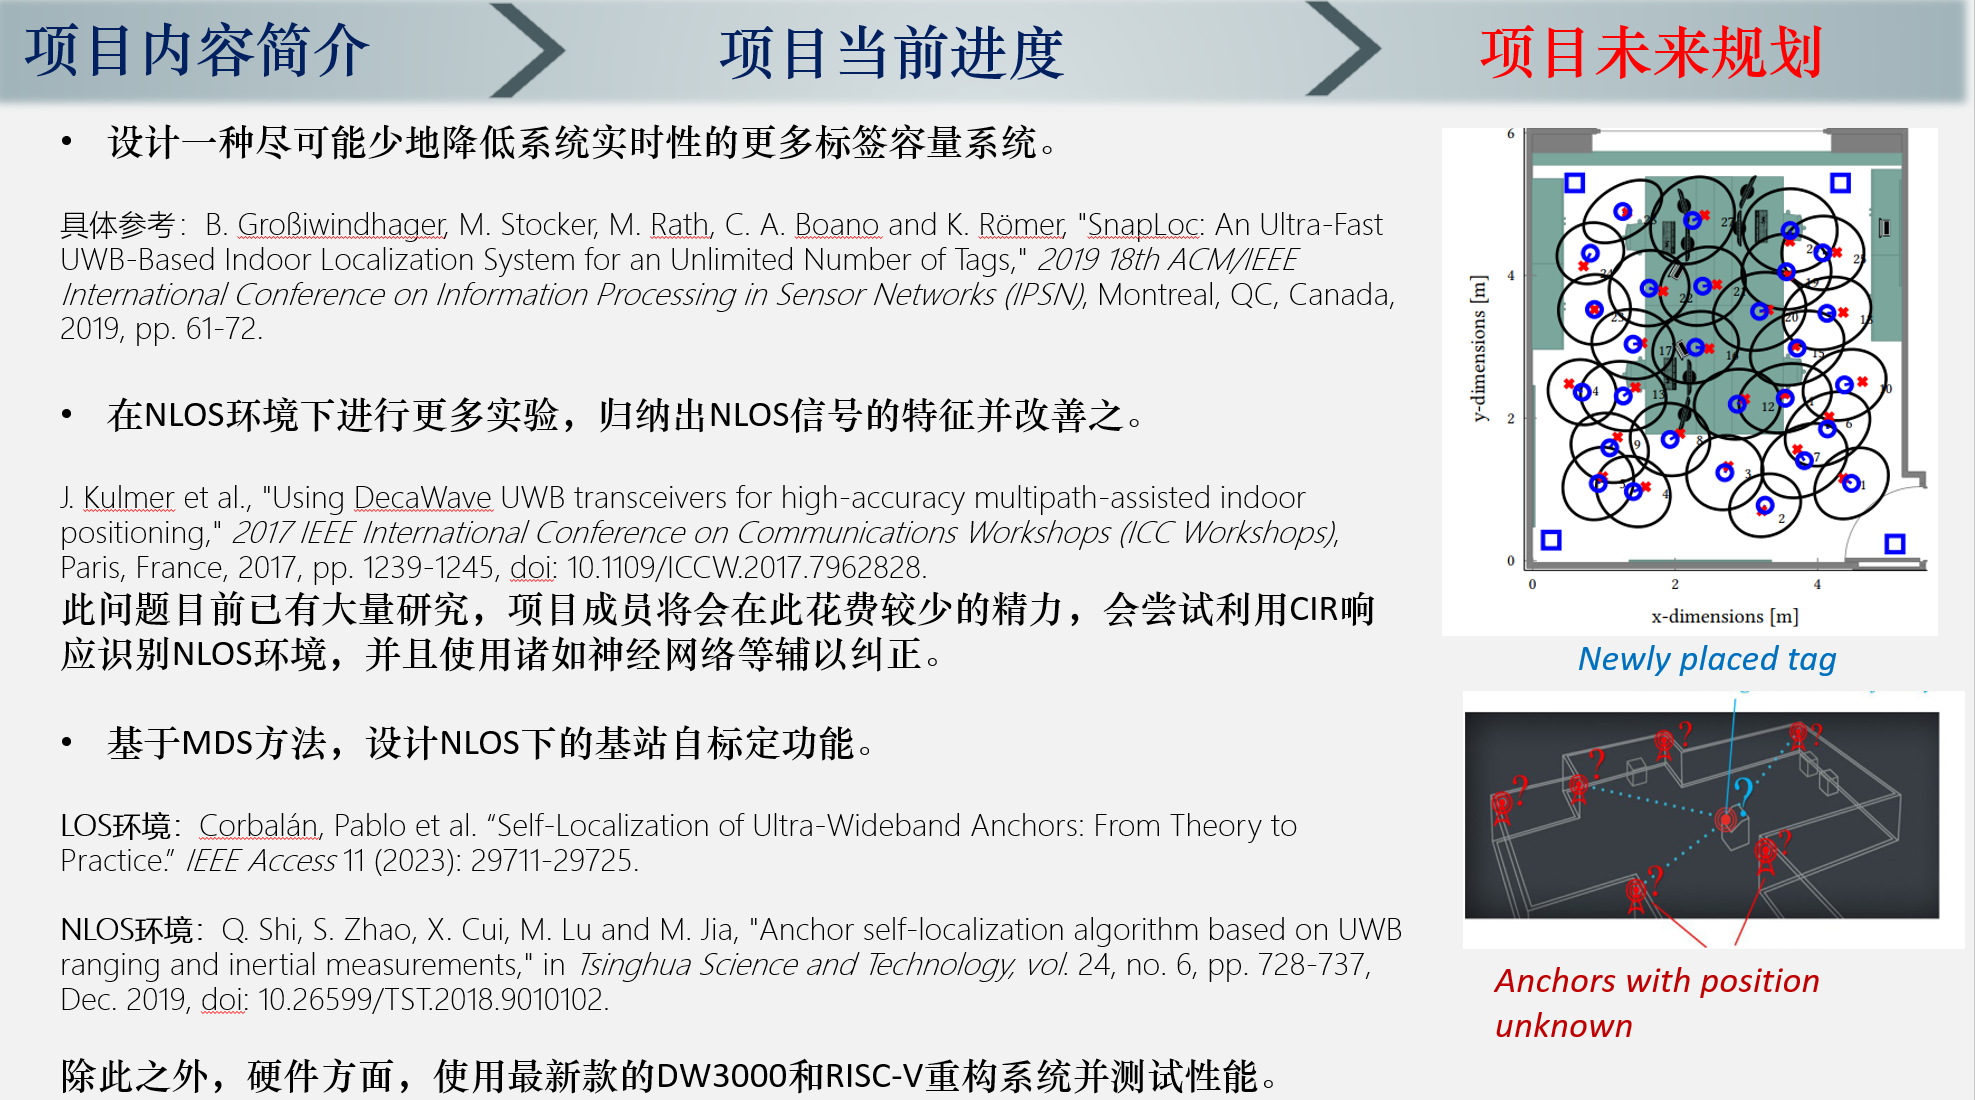 项目内容简介
项目当前进度
项目未来规划
• 设计一种尽可能少地降低系统实时性的更多标签容量系统。
具体参考：B. Großiwindhager, M. Stocker, M. Rath, C. A. Boano and K. Römer, "SnapLoc: An Ultra-Fast
UWB-Based Indoor Localization System for an Unlimited Number of Tags," 2019 18th ACM/IEEE
International Conference on Information Processing in Sensor Networks (IPSN), Montreal, QC, Canada,
2019, pp. 61-72.
• 在NLOS环境下进行更多实验，归纳出NLOS信号的特征并改善之。
J. Kulmer et al., "Using DecaWave UWB transceivers for high-accuracy multipath-assisted indoor
positioning," 2017 IEEE International Conference on Communications Workshops (ICC Workshops),
Paris, France, 2017, pp. 1239-1245, doi: 10.1109/ICCW.2017.7962828.
此问题目前已有大量研究，项目成员将会在此花费较少的精力，会尝试利用CIR响
应识别NLOS环境，并且使用诸如神经网络等辅以纠正。
• 基于MDS方法，设计NLOS下的基站自标定功能。
LOS环境：Corbalán, Pablo et al. “Self-Localization of Ultra-Wideband Anchors: From Theory to
Practice.” IEEE Access 11 (2023): 29711-29725.
NLOS环境：Q. Shi, S. Zhao, X. Cui, M. Lu and M. Jia, "Anchor self-localization algorithm based on UWB
ranging and inertial measurements," in Tsinghua Science and Technology, vol. 24, no. 6, pp. 728-737,
Dec. 2019, doi: 10.26599/TST.2018.9010102.
除此之外，硬件方面，使用最新款的DW3000和RISC-V重构系统并测试性能。
6
4
2
0
y-dimensions [m]
0 2 4
x-dimensions [m]
27
22
20
17
13
12
10
9
8
7
6
4
3
2
1
Newly placed tag
? ? ? ? ? ? ?
Anchors with position
unknown